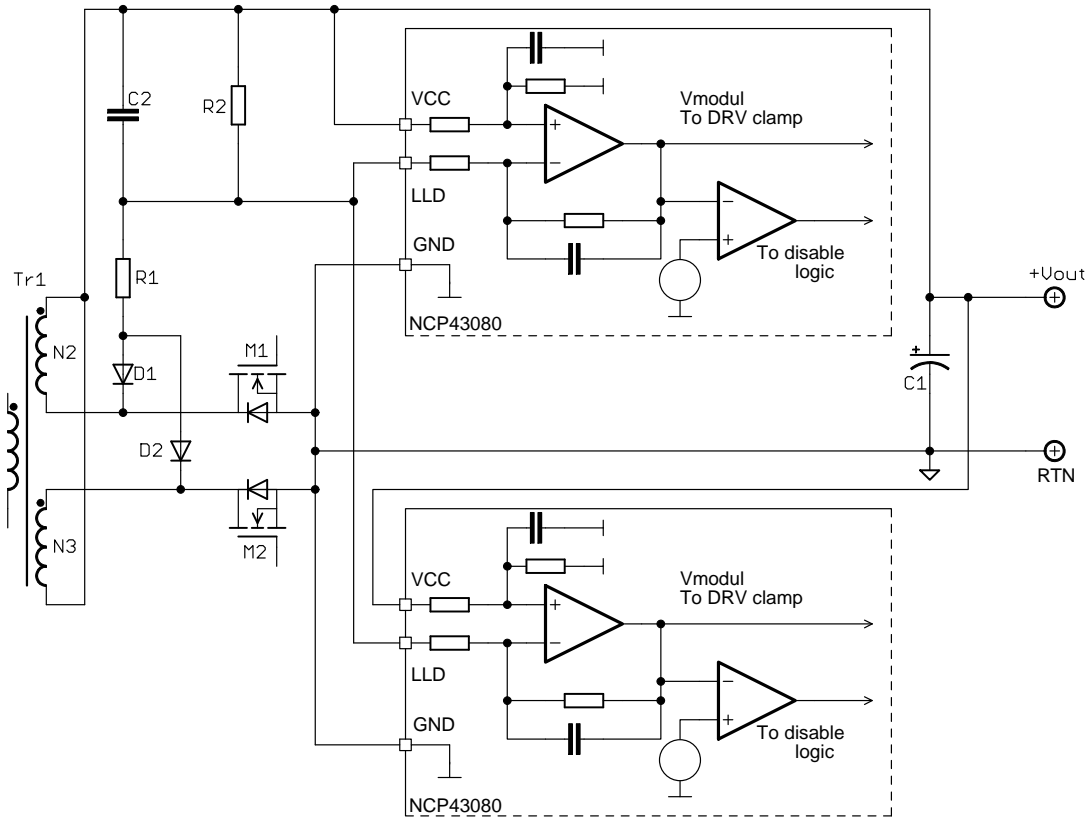 C2
R2
VCC
LLD
GND
+
−
Vmodul
To DRV clamp
−
+
To disable
logic
NCP43080
R1
Tr1
N2
D1
M1
+Vout
+
C1
D2
RTN
N3
M2
VCC
LLD
GND
+
−
Vmodul
To DRV clamp
−
+
To disable
logic
NCP43080